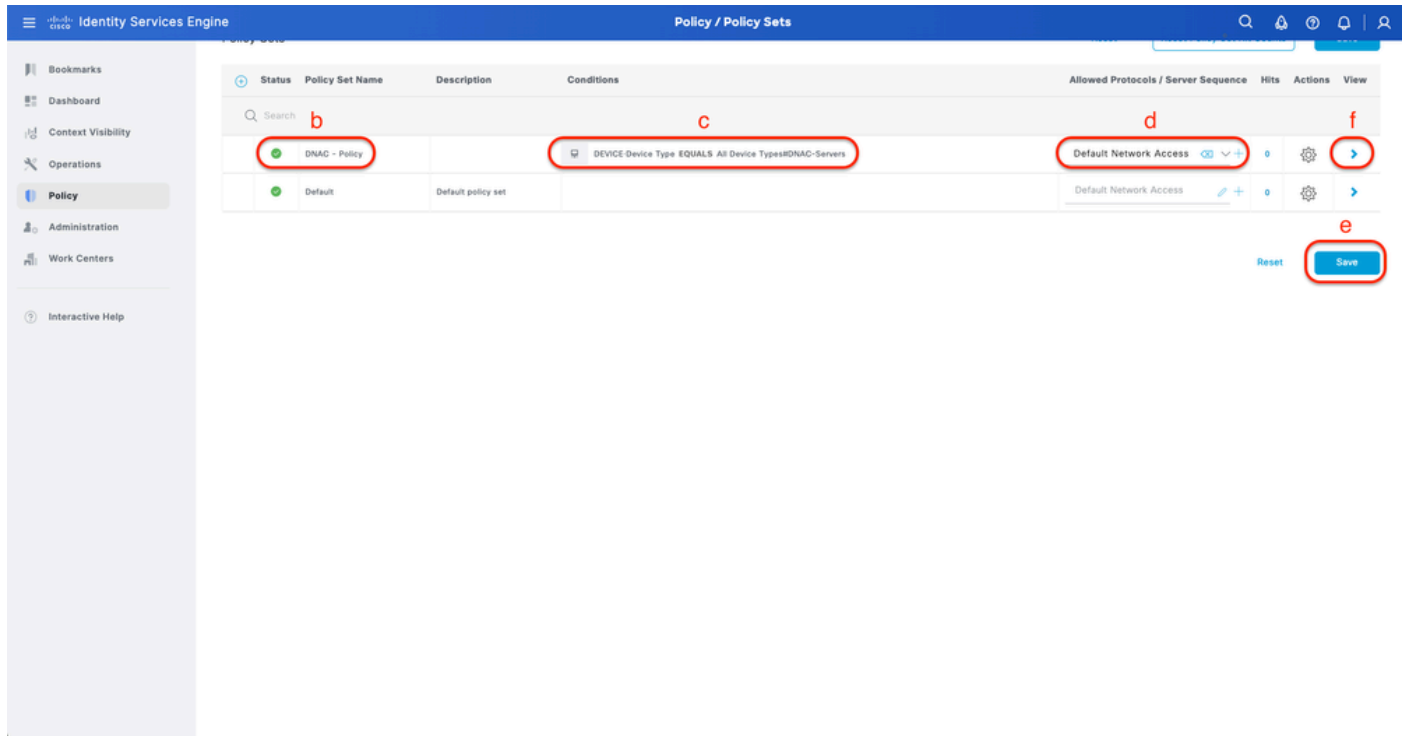 cisco Identity Services Engine
Policy / Policy Sets
Bookmarks
Dashboard
Context Visibility
Operations
Policy
Administration
Work Centers
Interactive Help
Status Policy Set Name Description Conditions Allowed Protocols / Server Sequence Hits Actions View
Search
b c d f
DNAC - Policy DEVICE·Device Type EQUALS All Device Types#DNAC-Servers Default Network Access 0
Default Default policy set Default Network Access 0
e
Reset Save